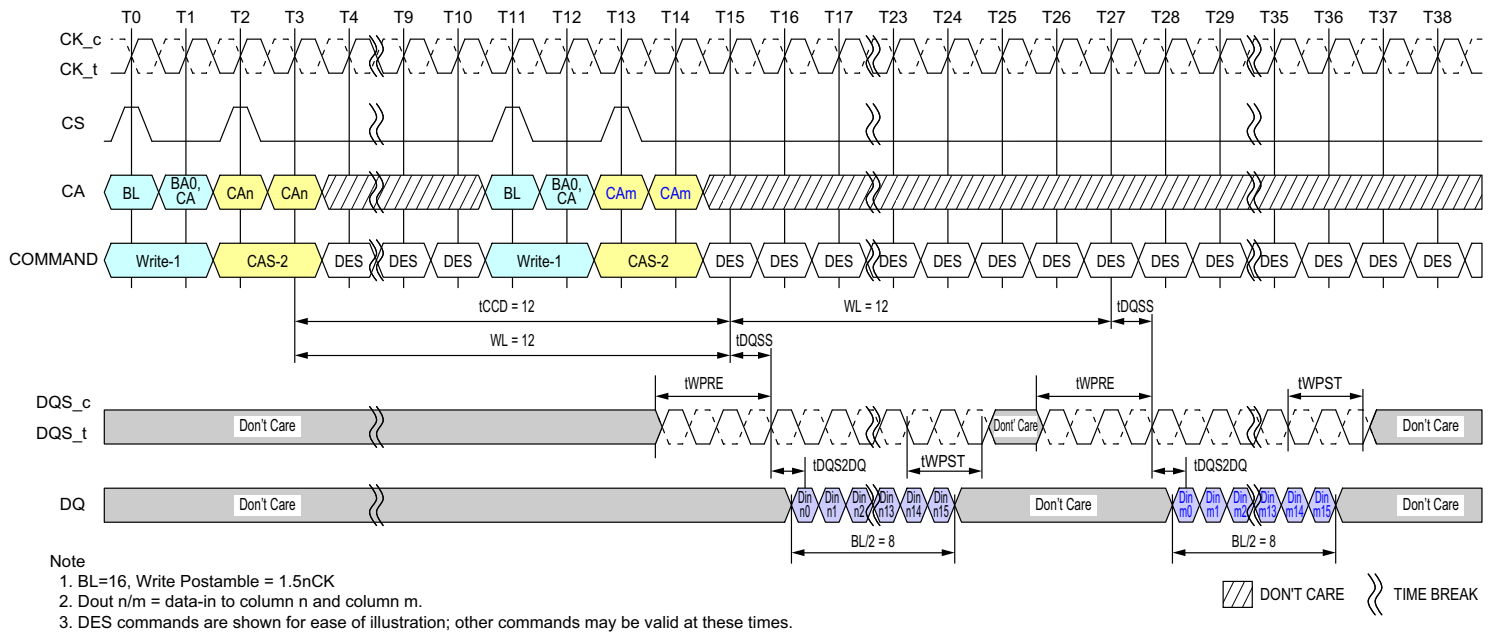 T0 T1 T2 T3 T4 T9 T10 T11 T12 T13 T14 T15 T16 T17 T23 T24 T25 T26 T27 T28 T29 T35 T36 T37 T38
CK_c
CK_t
CS
CA BL BA0, CA CAn CAn BL BA0, CA CAm CAm
COMMAND Write-1 CAS-2 DES DES DES Write-1 CAS-2 DES DES DES DES DES DES DES DES DES DES DES DES DES DES
tCCD = 12 WL = 12 tDQSS
WL = 12 tDQSS
tWPRE tWPRE tWPST
DQS_c
DQS_t
Don't Care Dont' Care Don't Care
tDQS2DQ tWPST tDQS2DQ
DQ Don't Care Din n0 Din n1 Din n2 Din n13 Din n14 Din n15 Don't Care Din m0 Din m1 Din m2 Din m13 Din m14 Din m15 Don't Care
BL/2 = 8 BL/2 = 8
Note
1. BL=16, Write Postamble = 1.5nCK
2. Dout n/m = data-in to column n and column m.
3. DES commands are shown for ease of illustration; other commands may be valid at these times.
DON'T CARE TIME BREAK